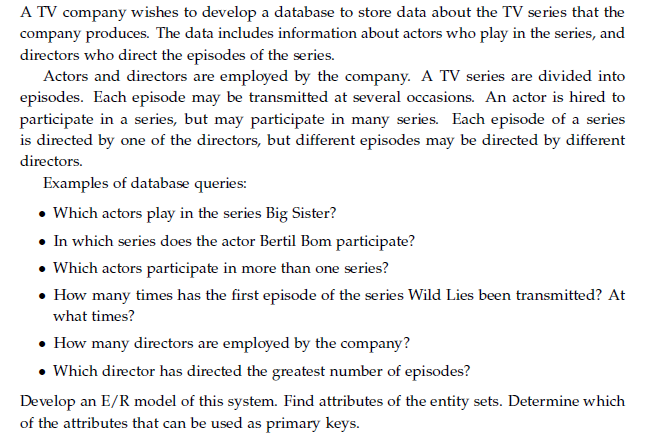 A TV company wishes to develop a database to store data about the TV series that the
company produces. The data includes information about actors who play in the series, and
directors who direct the episodes of the series.
Actors and directors are employed by the company. A TV series are divided into
episodes. Each episode may be transmitted at several occasions. An actor is hired to
participate in a series, but may participate in many series. Each episode of a series
is directed by one of the directors, but different episodes may be directed by different
directors.
Examples of database queries:
• Which actors play in the series Big Sister?
• In which series does the actor Bertil Bom participate?
• Which actors participate in more than one series?
• How many times has the first episode of the series Wild Lies been transmitted? At
what times?
• How many directors are employed by the company?
• Which director has directed the greatest number of episodes?
Develop an E/R model of this system. Find attributes of the entity sets. Determine which
of the attributes that can be used as primary keys.